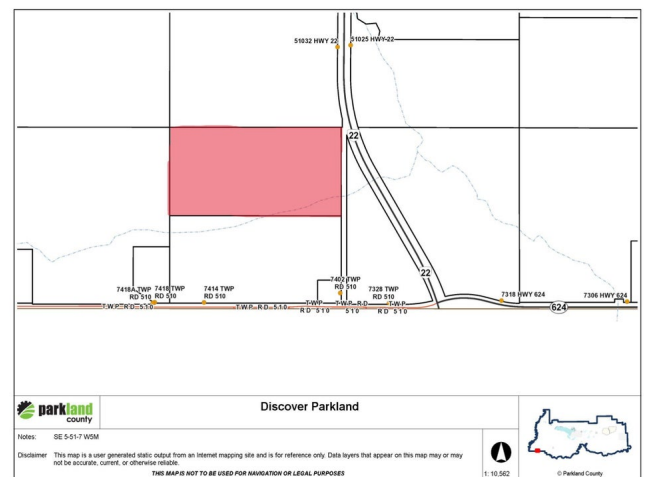 51032 HWY 22
51025 HWY 22
22
22
7418A TWP
RD 510
7418 TWP
RD 510
7414 TWP
RD 510
7402 TWP
RD 510
7328 TWP
RD 510
7318 HWY 624
7306 HWY 624
TWP RD 510
TWP RD 510
TWP
RD 510
TWP RD
510
TWP
RD 510
624
parkland
county
Discover Parkland
Notes: SE 5-51-7 W5M
Disclaimer This map is a user generated static output from an Internet mapping site and is for reference only. Data layers that appear on this map may or may
not be accurate, current, or otherwise reliable.
THIS MAP IS NOT TO BE USED FOR NAVIGATION OR LEGAL PURPOSES
1: 10,562
© Parkland County